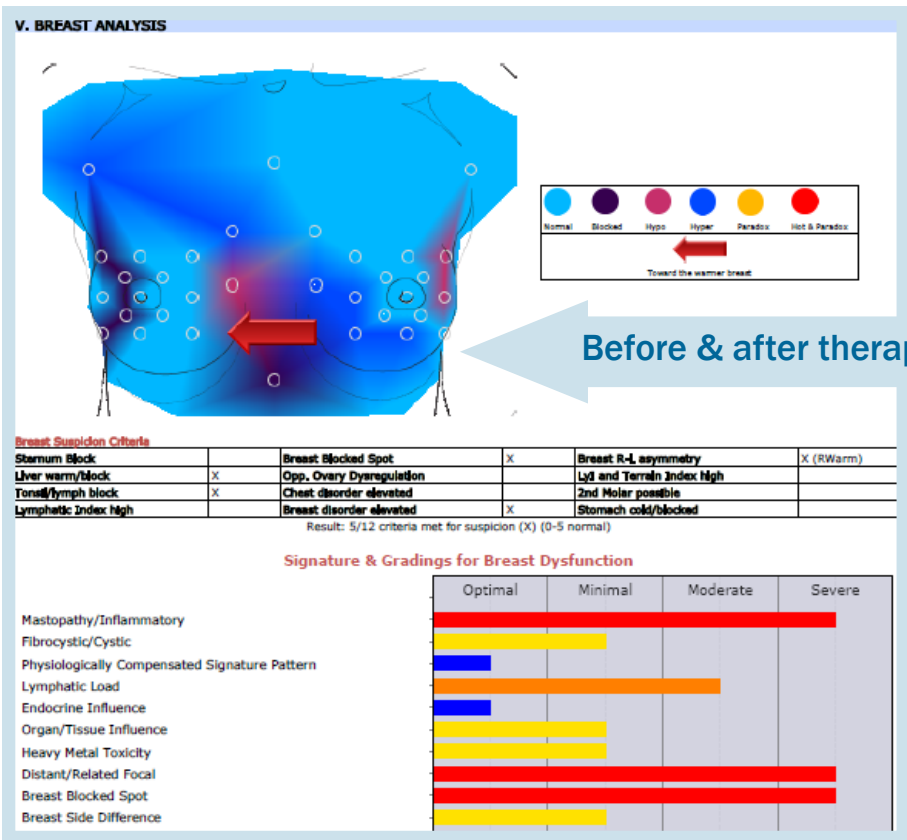 V. BREAST ANALYSIS
Normal Blocked Hypo Hyper Paradox Hot & Paradox
Toward the warmer breast
Before & after therap
Breast Suspicion Criteria
Sternum Block Breast Blocked Spot X Breast R-L asymmetry X (RWarm)
Liver warm/block X Opp. Ovary Dysregulation LyI and Terrain Index high
Tonsil/lymph block X Chest disorder elevated 2nd Molar possible
Lymphatic Index high Breast disorder elevated X Stomach cold/blocked
Result: 5/12 criteria met for suspicion (X) (0-5 normal)
Signature & Gradings for Breast Dysfunction
Optimal Minimal Moderate Severe
Mastopathy/Inflammatory
Fibrocystic/Cystic
Physiologically Compensated Signature Pattern
Lymphatic Load
Endocrine Influence
Organ/Tissue Influence
Heavy Metal Toxicity
Distant/Related Focal
Breast Blocked Spot
Breast Side Difference